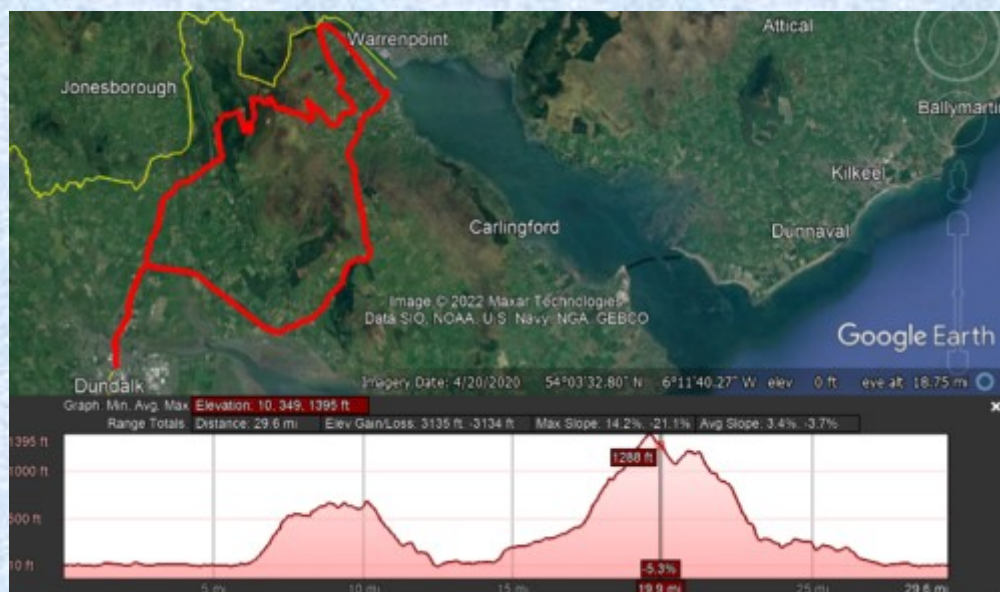 Warrenpoint
Attical
Jonesborough
Ballymartin
Kilkeel
Carlingford
Dunnaval
Image © 2022 Maxar Technologies
Data SIO, NOAA, U.S. Navy, NGA, GEBCO
Google Earth
Dundalk
Imagery Date: 4/20/2020 54°03'32.80" N 6°11'40.27" W elev 0 ft eye alt 18.75 mi
Graph: Min, Avg, Max Elevation: 10, 349, 1395 ft
Range Totals: Distance: 29.6 mi Elev Gain/Loss: 3135 ft, -3134 ft Max Slope: 14.2%, -21.1% Avg Slope: 3.4%, -3.7%
1395 ft
1288 ft
1000 ft
500 ft
10 ft
-5.3%
5 mi 10 mi 15 mi 19.9 mi 25 mi 29.6 mi